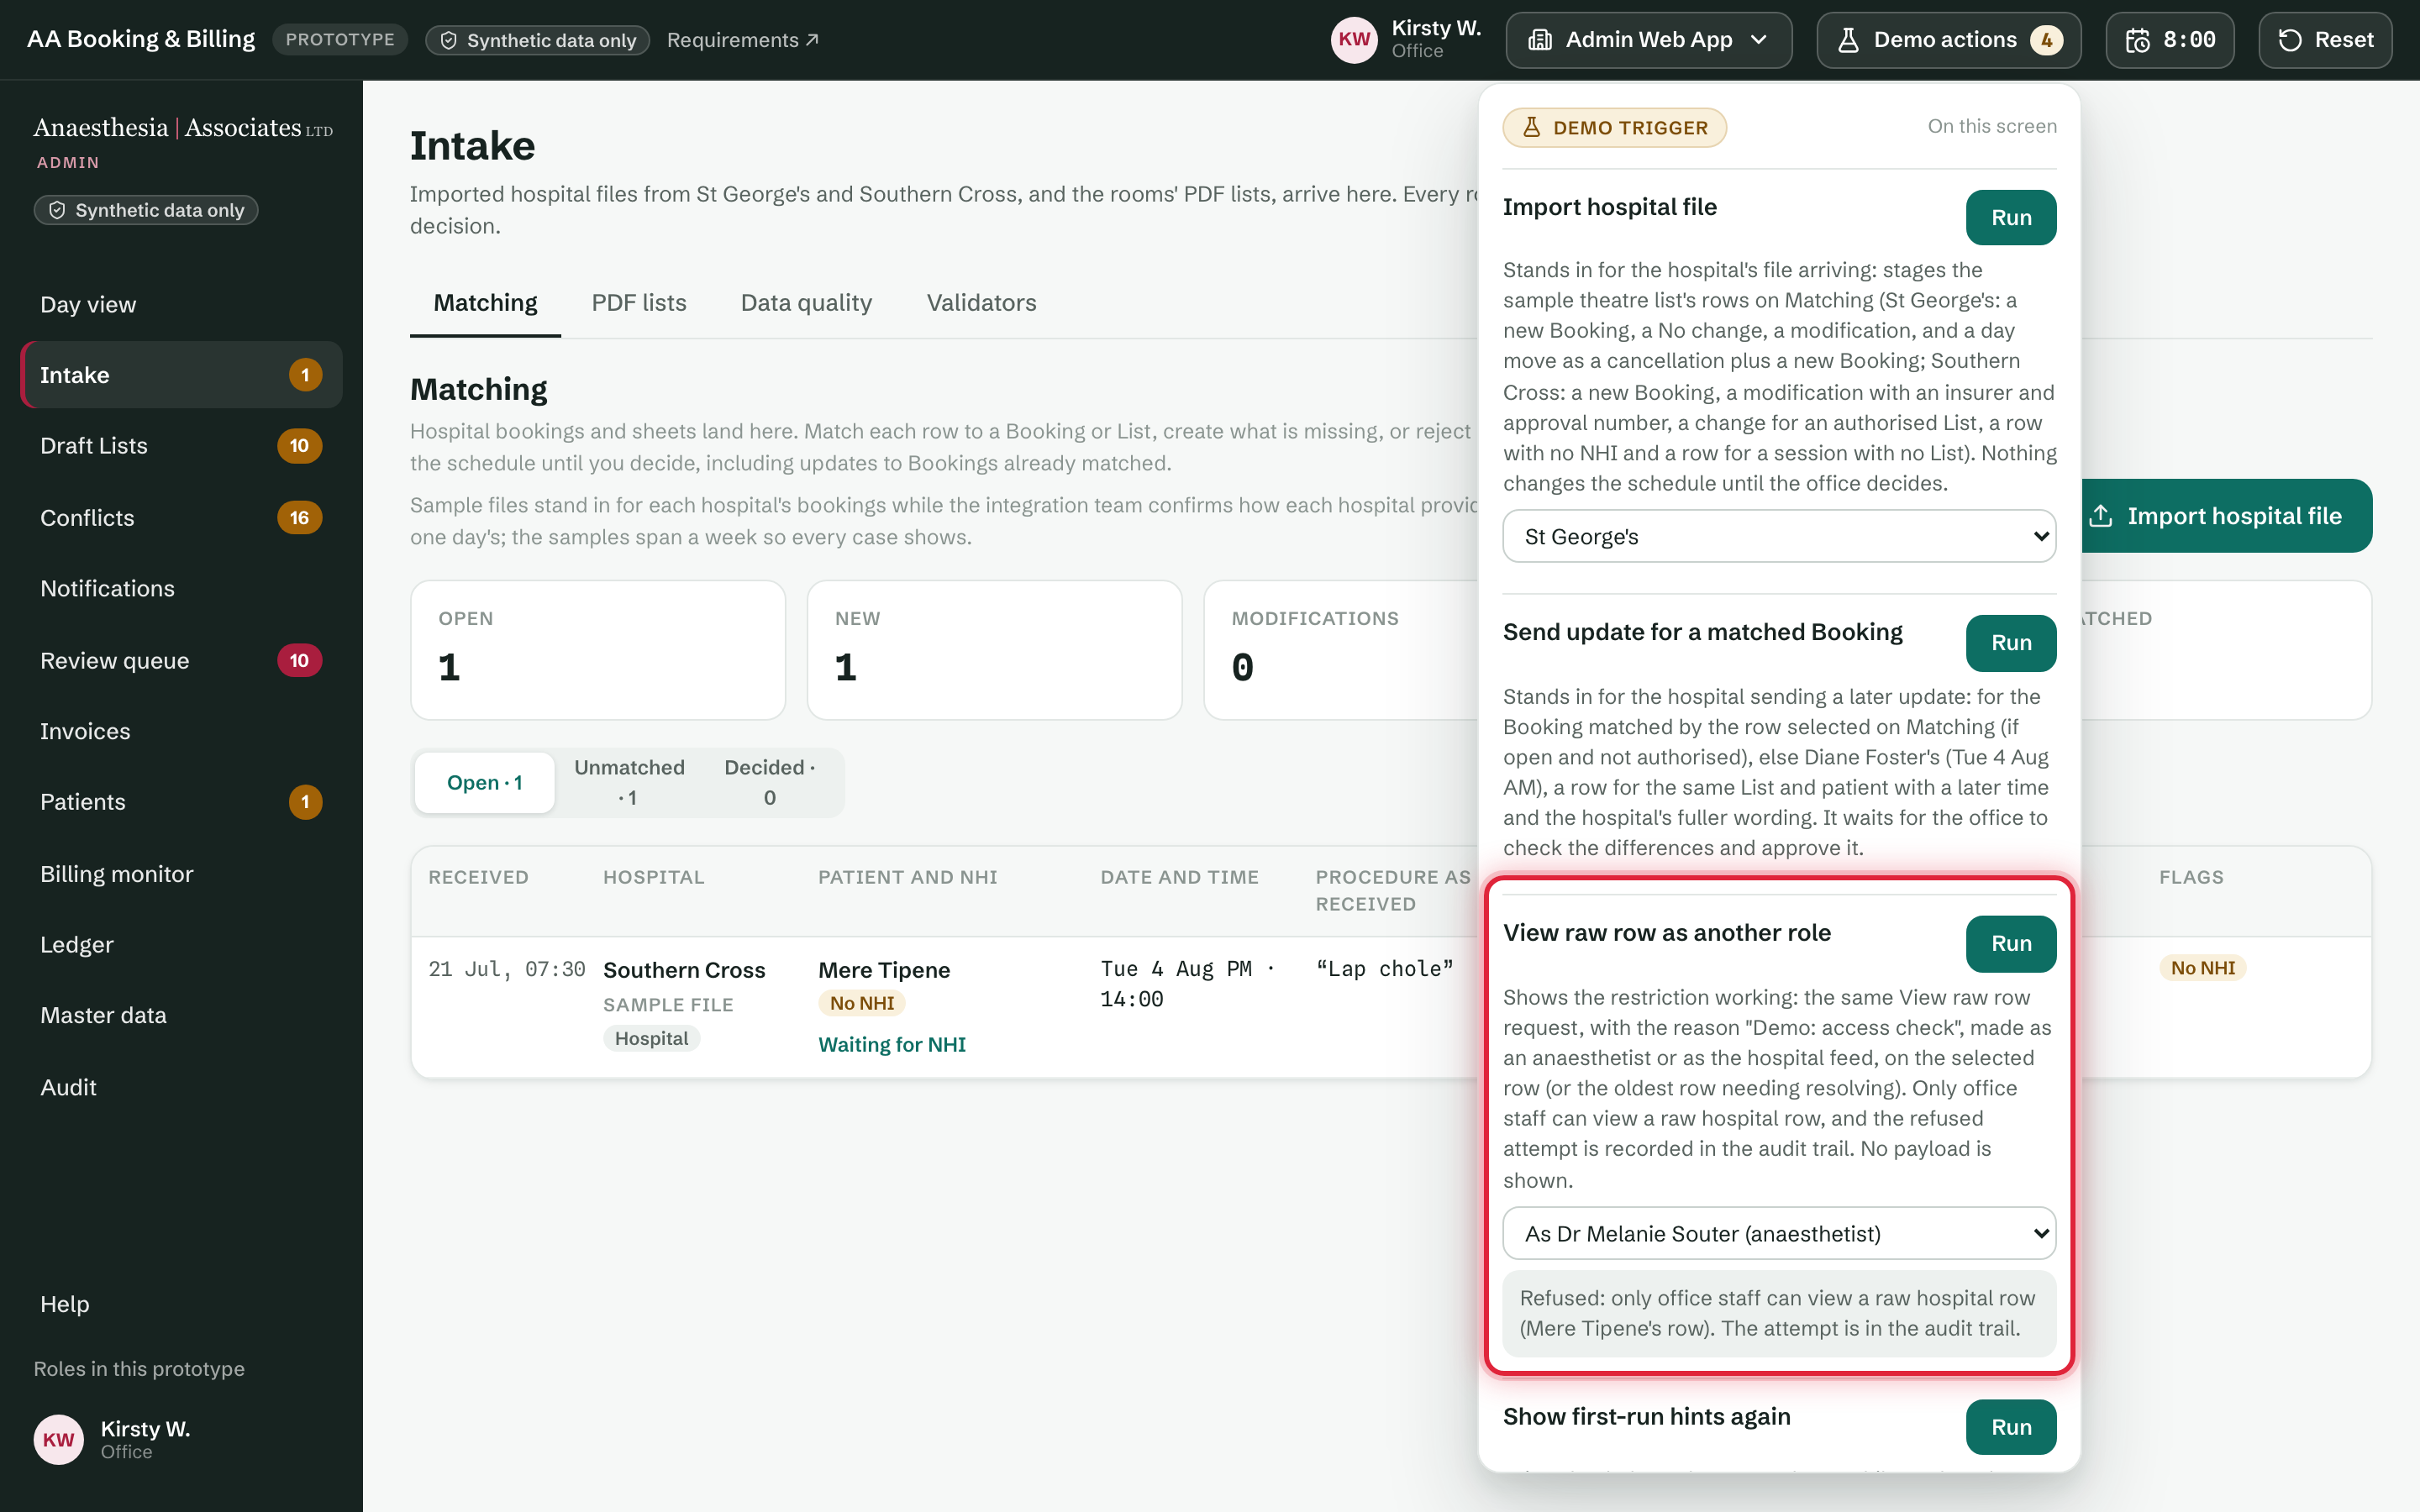 AA Booking & Billing
PROTOTYPE
Synthetic data only
Requirements ↗
KW
Kirsty W.
Office
Admin Web App
Demo actions 4
8:00
Reset
Anaesthesia | Associates LTD
ADMIN
Synthetic data only
Day view
Intake 1
Draft Lists 10
Conflicts 16
Notifications
Review queue 10
Invoices
Patients 1
Billing monitor
Ledger
Master data
Audit
Help
Roles in this prototype
KW
Kirsty W.
Office
Intake
Imported hospital files from St George's and Southern Cross, and the rooms' PDF lists, arrive here. Every
decision.
Matching
PDF lists
Data quality
Validators
Matching
Hospital bookings and sheets land here. Match each row to a Booking or List, create what is missing, or reject
the schedule until you decide, including updates to Bookings already matched.
Sample files stand in for each hospital's bookings while the integration team confirms how each hospital
one day's; the samples span a week so every case shows.
Import hospital file
OPEN
1
NEW
1
MODIFICATIONS
0
Open · 1
Unmatched
· 1
Decided ·
0
RECEIVED
HOSPITAL
PATIENT AND NHI
DATE AND TIME
PROCEDURE AS
RECEIVED
FLAGS
21 Jul, 07:30
Southern Cross
SAMPLE FILE
Hospital
Mere Tipene
No NHI
Waiting for NHI
Tue 4 Aug PM ·
14:00
“Lap chole”
No NHI
DEMO TRIGGER
On this screen
Import hospital file
Run
Stands in for the hospital's file arriving: stages the
sample theatre list's rows on Matching (St George's: a
new Booking, a No change, a modification, and a day
move as a cancellation plus a new Booking; Southern
Cross: a new Booking, a modification with an insurer and
approval number, a change for an authorised List, a row
with no NHI and a row for a session with no List). Nothing
changes the schedule until the office decides.
St George's
Send update for a matched Booking
Run
Stands in for the hospital sending a later update: for the
Booking matched by the row selected on Matching (if
open and not authorised), else Diane Foster's (Tue 4 Aug
AM), a row for the same List and patient with a later time
and the hospital's fuller wording. It waits for the office to
check the differences and approve it.
View raw row as another role
Run
Shows the restriction working: the same View raw row
request, with the reason "Demo: access check", made as
an anaesthetist or as the hospital feed, on the selected
row (or the oldest row needing resolving). Only office
staff can view a raw hospital row, and the refused
attempt is recorded in the audit trail. No payload is
shown.
As Dr Melanie Souter (anaesthetist)
Refused: only office staff can view a raw hospital row
(Mere Tipene's row). The attempt is in the audit trail.
Show first-run hints again
Run